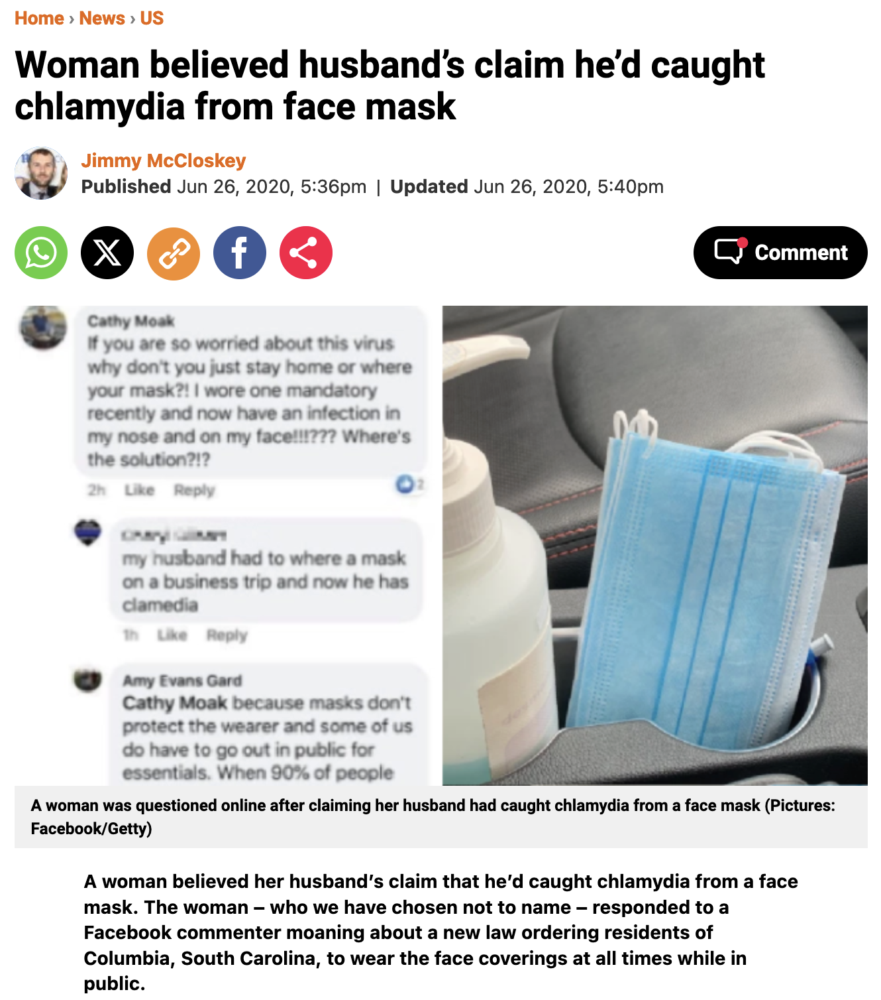 Home › News › US
Woman believed husband’s claim he’d caught
chlamydia from face mask
Jimmy McCloskey
Published Jun 26, 2020, 5:36pm | Updated Jun 26, 2020, 5:40pm
Comment
Cathy Moak
If you are so worried about this virus
why don't you just stay home or where
your mask?! I wore one mandatory
recently and now have an infection in
my nose and on my face!!!??? Where's
the solution?!?
2h Like Reply 2
my husband had to where a mask
on a business trip and now he has
clamedia
1h Like Reply
Amy Evans Gard
Cathy Moak because masks don't
protect the wearer and some of us
do have to go out in public for
essentials. When 90% of people
A woman was questioned online after claiming her husband had caught chlamydia from a face mask (Pictures:
Facebook/Getty)
A woman believed her husband’s claim that he’d caught chlamydia from a face
mask. The woman – who we have chosen not to name – responded to a
Facebook commenter moaning about a new law ordering residents of
Columbia, South Carolina, to wear the face coverings at all times while in
public.